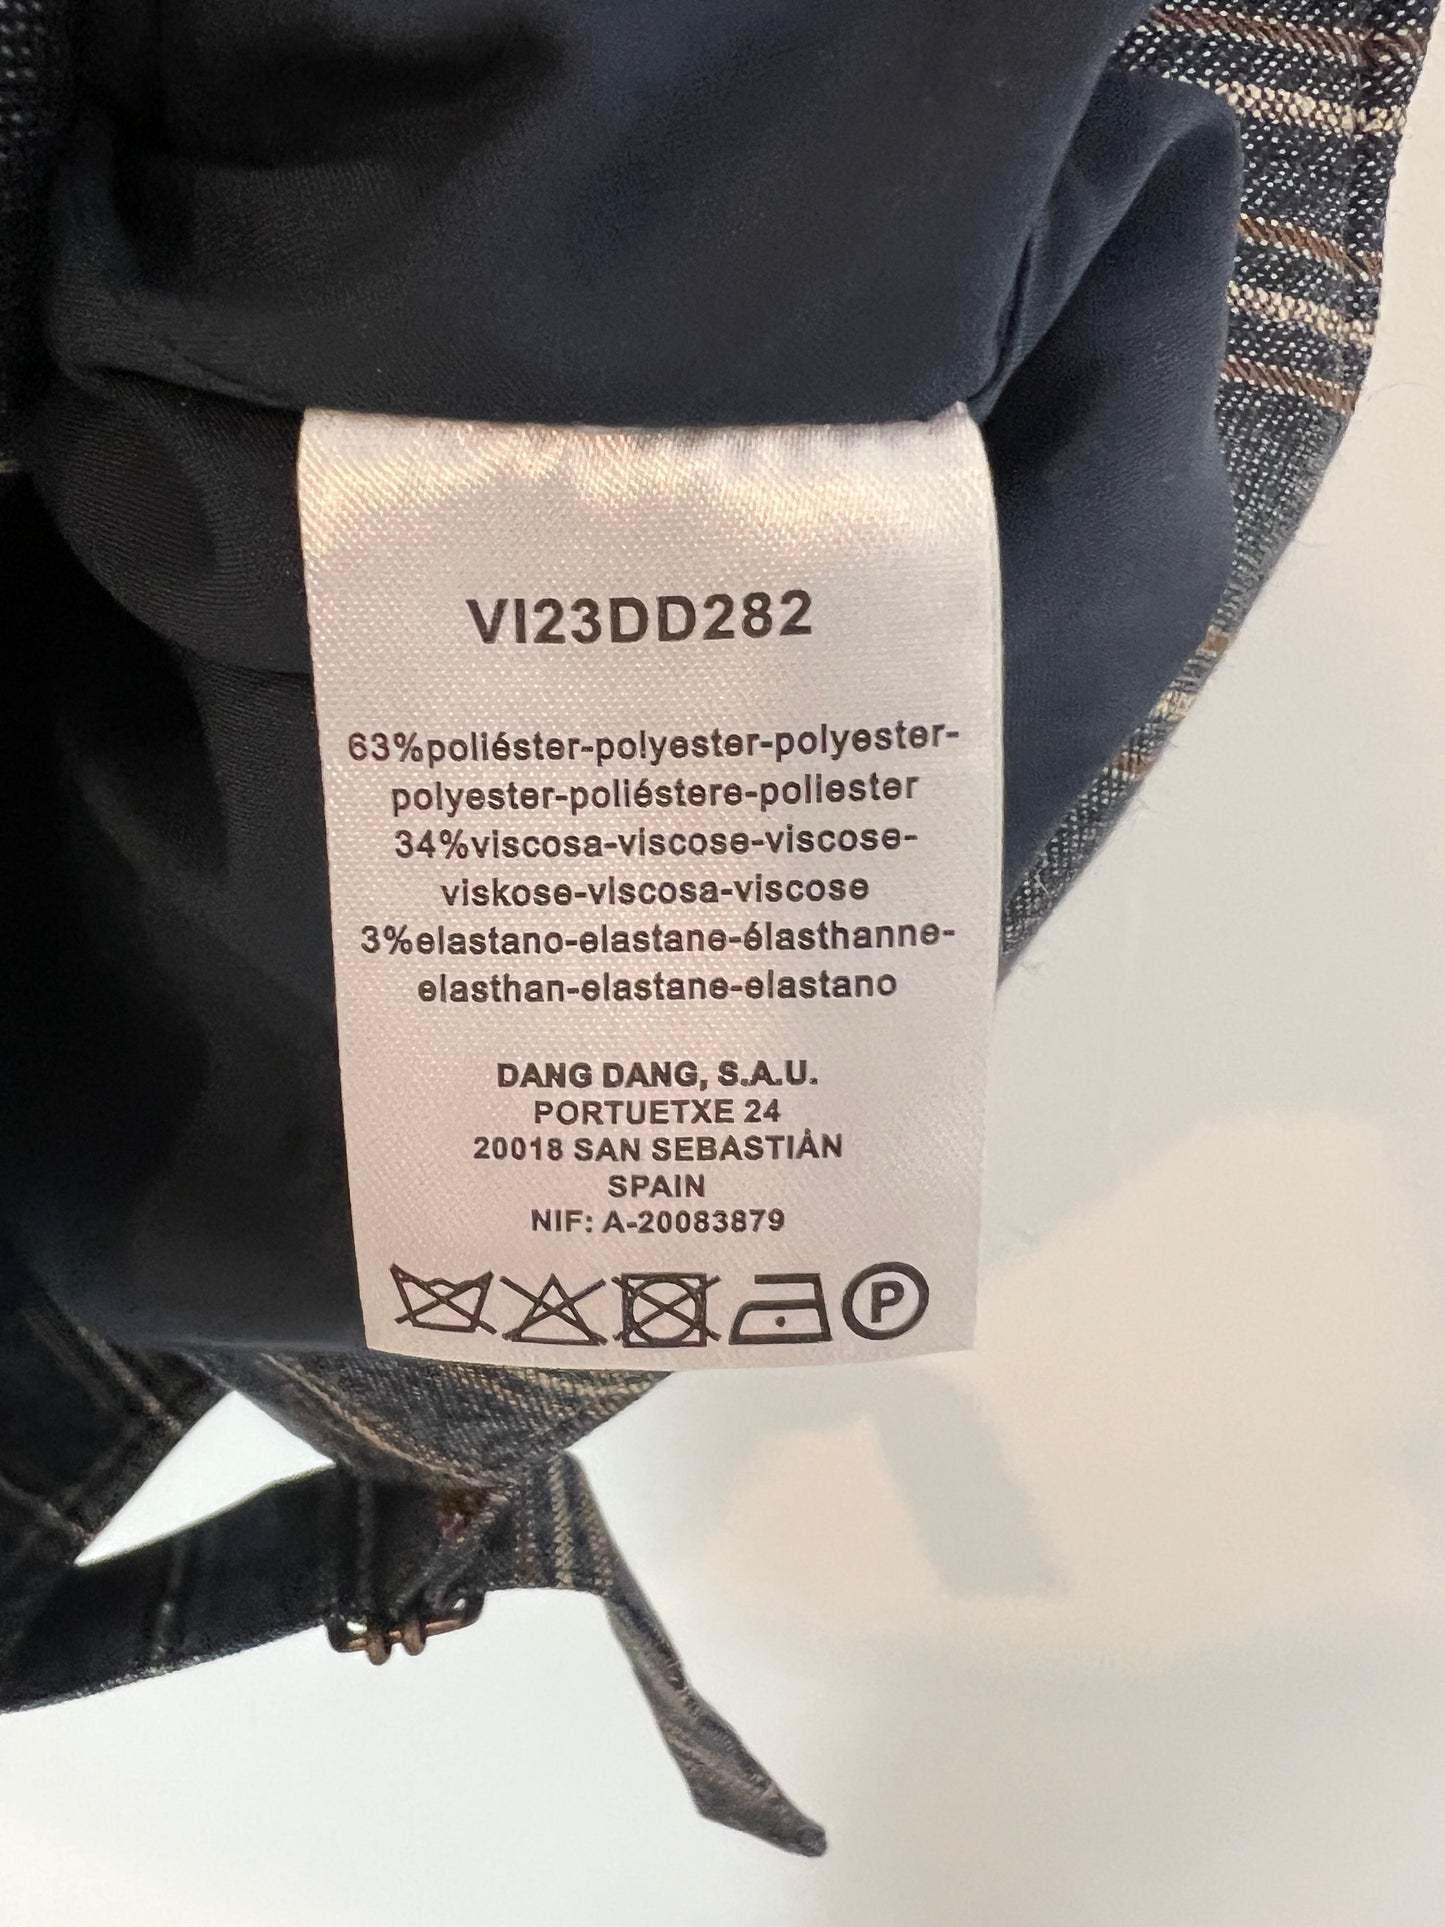 VI23DD282
63%poliéster-polyester-polyester-
polyester-poliéstere-poliester
34%viscosa-viscose-viscose-
viskose-viscosa-viscose
3%elastano-elastane-élasthanne-
elasthan-elastane-elastano
DANG DANG, S.A.U.
PORTUETXE 24
20018 SAN SEBASTIÁN
SPAIN
NIF: A-20083879
P